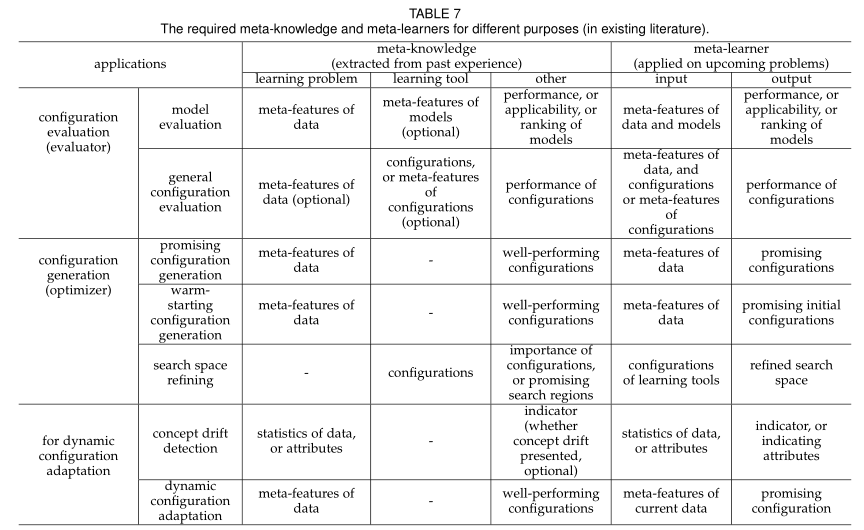 TABLE 7
The required meta-knowledge and meta-learners for different purposes (in existing literature).
applications
meta-knowledge
(extracted from past experience)
meta-learner
(applied on upcoming problems)
learning problem
learning tool
other
input
output
configuration
evaluation
(evaluator)
model
evaluation
meta-features of
data
meta-features of
models
(optional)
performance, or
applicability, or
ranking of
models
meta-features of
data and models
performance, or
applicability, or
ranking of
models
general
configuration
evaluation
meta-features of
data (optional)
configurations,
or meta-features
of
configurations
(optional)
performance of
configurations
meta-features of
data, and
configurations
or meta-features
of
configurations
performance of
configurations
configuration
generation
(optimizer)
promising
configuration
generation
meta-features of
data
-
well-performing
configurations
meta-features of
data
promising
configurations
warm-
starting
configuration
generation
meta-features of
data
-
well-performing
configurations
meta-features of
data
promising initial
configurations
search space
refining
-
configurations
importance of
configurations,
or promising
search regions
configurations
of learning tools
refined search
space
for dynamic
configuration
adaptation
concept drift
detection
statistics of data,
or attributes
-
indicator
(whether
concept drift
presented,
optional)
statistics of data,
or attributes
indicator, or
indicating
attributes
dynamic
configuration
adaptation
meta-features of
data
-
well-performing
configurations
meta-features of
current data
promising
configuration